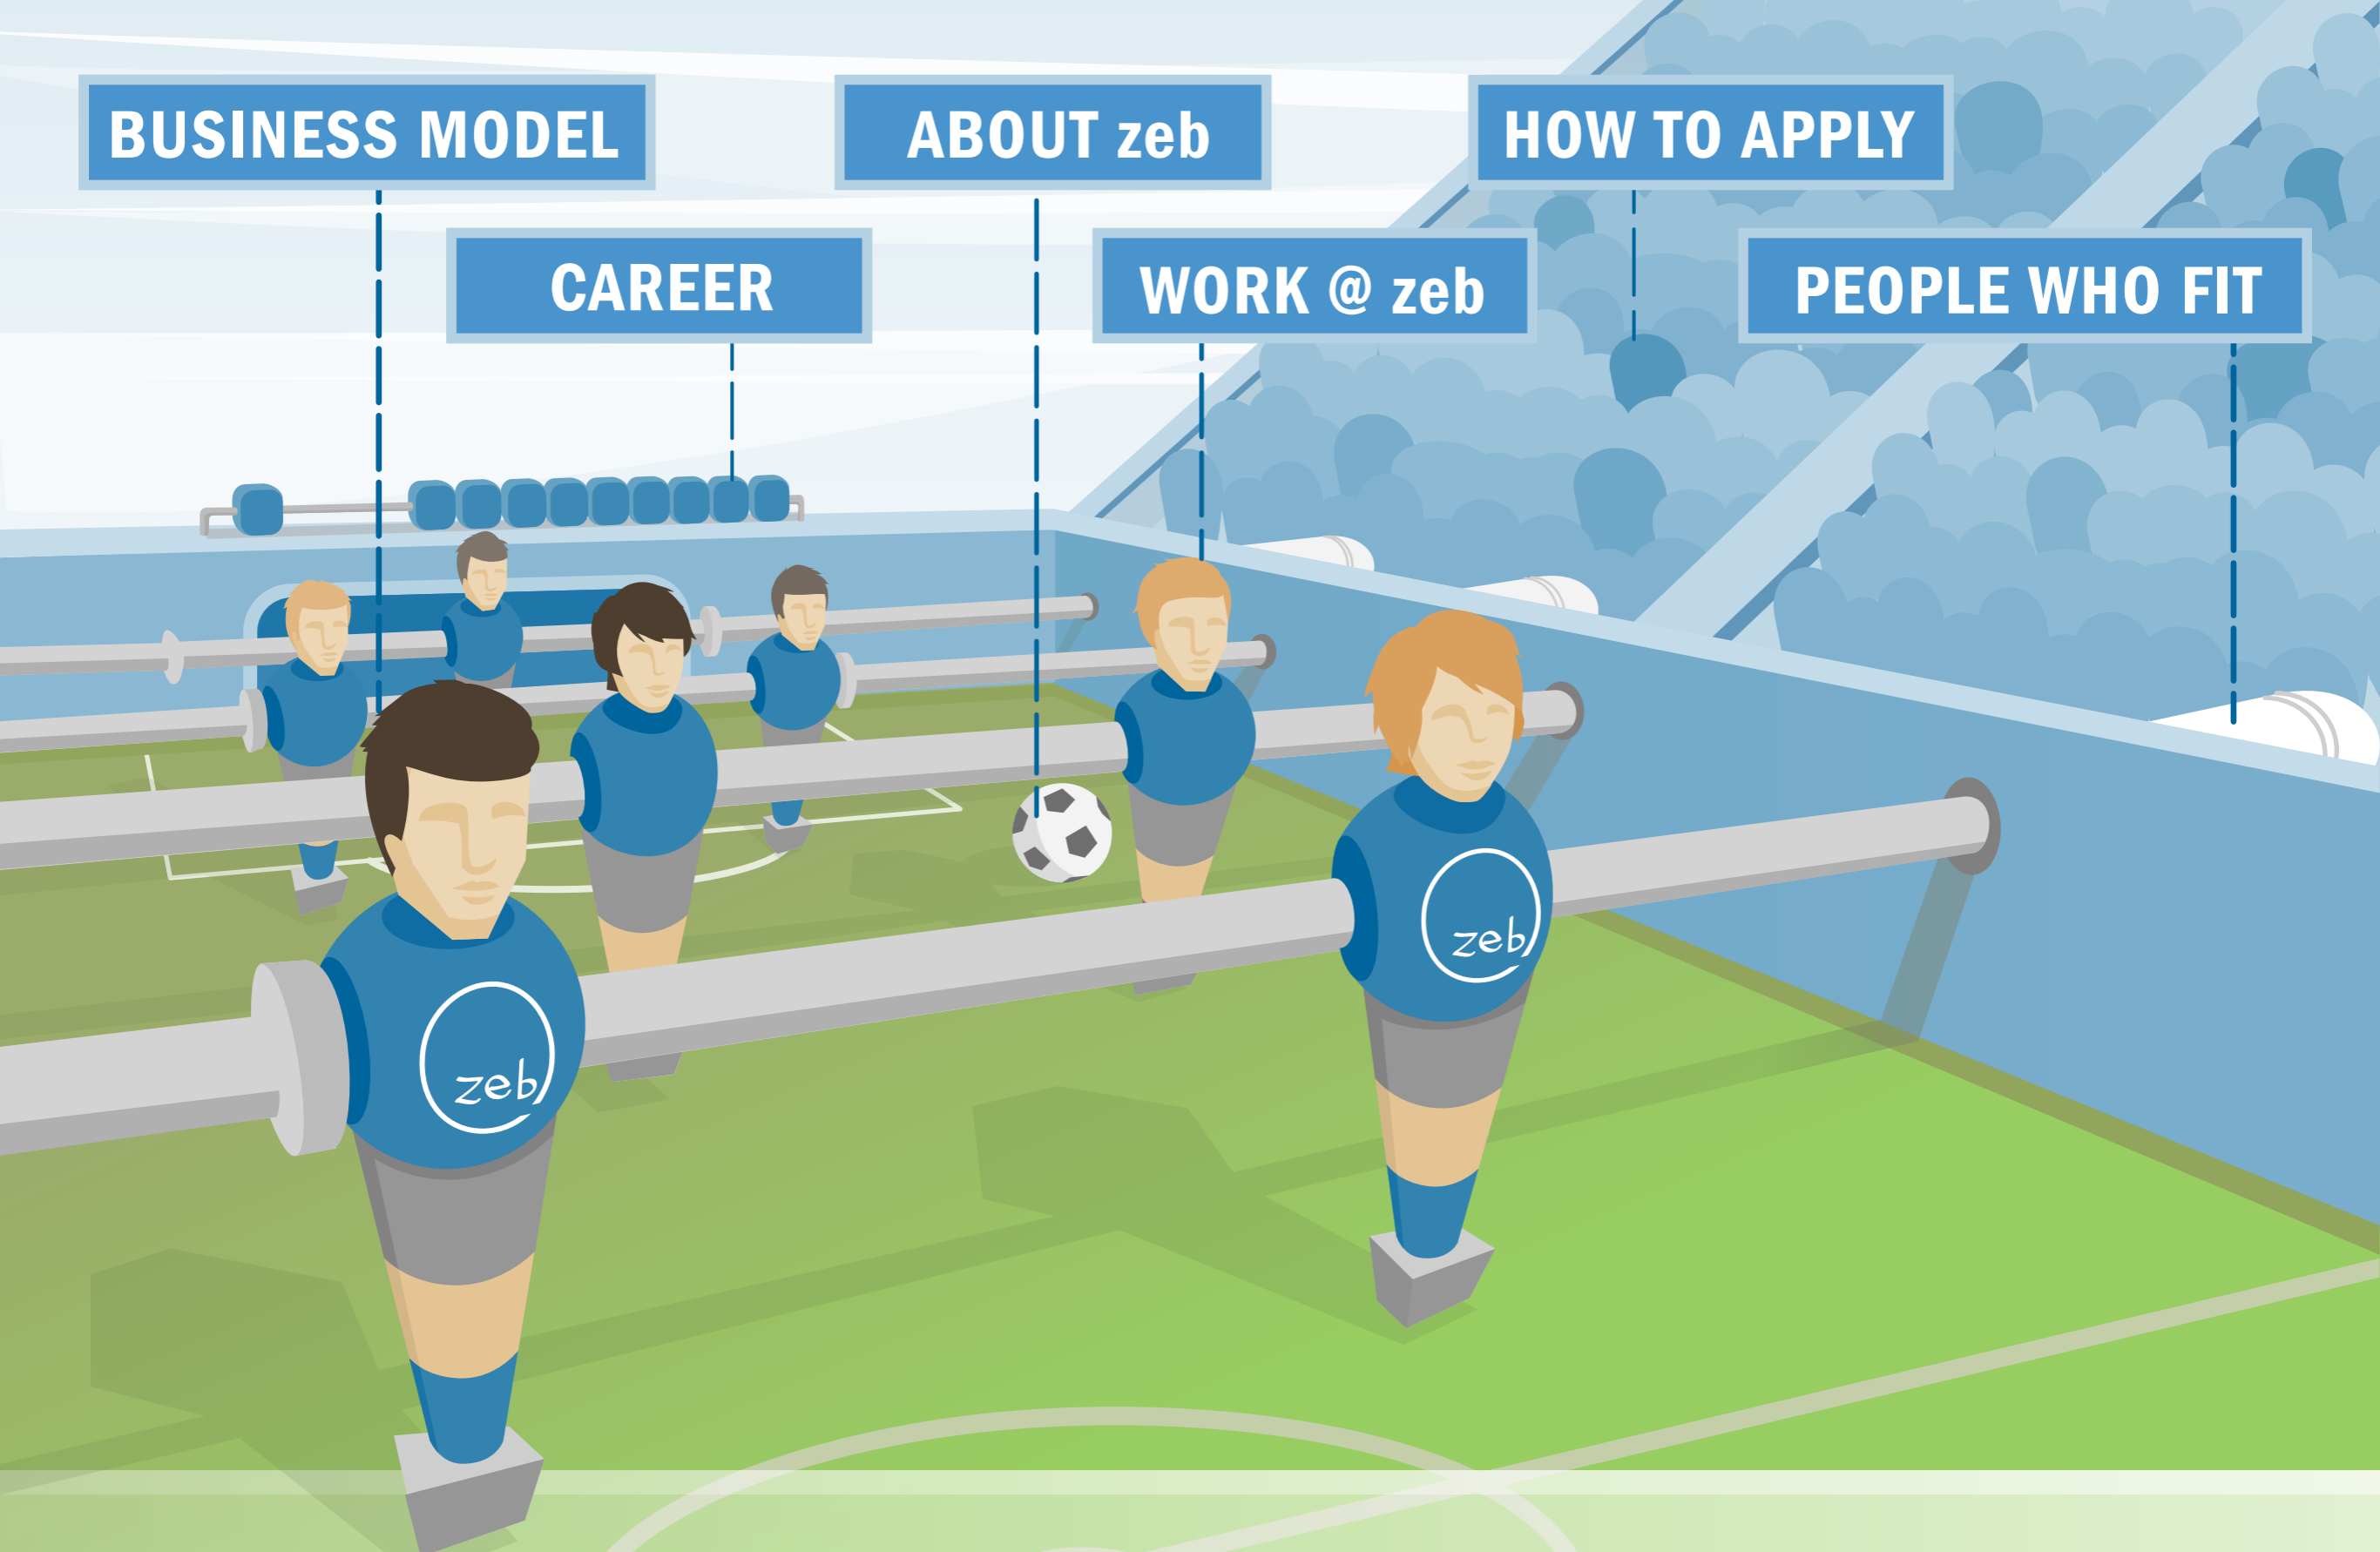 BUSINESS MODEL
ABOUT zeb
HOW TO APPLY
CAREER
WORK @ zeb
PEOPLE WHO FIT
zeb
zeb